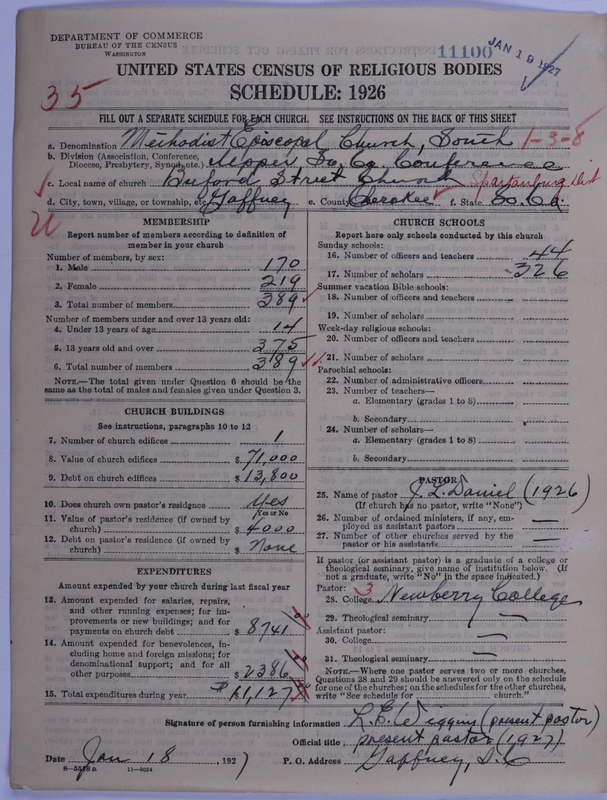 DEPARTMENT OF COMMERCE
BUREAU OF THE CENSUS
WASHINGTON
11100
JAN 19 1927
UNITED STATES CENSUS OF RELIGIOUS BODIES
35
SCHEDULE: 1926
FILL OUT A SEPARATE SCHEDULE FOR EACH CHURCH. SEE INSTRUCTIONS ON THE BACK OF THIS SHEET
a. Denomination Methodist Episcopal Church, South 1-3-8
b. Division (Association, Conference, Diocese, Presbytery, Synod, etc.) Upper So. Ca. Conference
c. Local name of church Buford Street Church Spartanburg dist
d. City, town, village, or township, etc. Gaffney e. County Cherokee f. State So. Ca.
MEMBERSHIP
Report number of members according to definition of
member in your church
Number of members, by sex:
1. Male 170
2. Female 219
3. Total number of members 389
Number of members under and over 13 years old:
4. Under 13 years of age 14
5. 13 years old and over 375
6. Total number of members 389
NOTE.—The total given under Question 6 should be the
same as the total of males and females given under Question 3.
CHURCH BUILDINGS
See instructions, paragraphs 10 to 12
7. Number of church edifices 1
8. Value of church edifices $ 71,000
9. Debt on church edifices $ 13,800
10. Does church own pastor's residence Yes
Yes or No
11. Value of pastor's residence (if owned by
church) $ 4000
12. Debt on pastor's residence (if owned by
church) $ None
EXPENDITURES
Amount expended by your church during last fiscal year
13. Amount expended for salaries, repairs,
and other running expenses; for im-
provements or new buildings; and for
payments on church debt $ 8741
14. Amount expended for benevolences, in-
cluding home and foreign missions; for
denominational support; and for all
other purposes $ 2386
15. Total expenditures during year $ 11,127
CHURCH SCHOOLS
Report here only schools conducted by this church
Sunday schools:
16. Number of officers and teachers 44
17. Number of scholars 326
Summer vacation Bible schools:
18. Number of officers and teachers
19. Number of scholars
Week-day religious schools:
20. Number of officers and teachers
21. Number of scholars
Parochial schools:
22. Number of administrative officers
23. Number of teachers—
a. Elementary (grades 1 to 8)
b. Secondary
24. Number of scholars—
a. Elementary (grades 1 to 8)
b. Secondary
PASTOR
25. Name of pastor J. L. Daniel (1926)
(If church has no pastor, write "None")
26. Number of ordained ministers, if any, em-
ployed as assistant pastors —
27. Number of other churches served by the
pastor or his assistants —
If pastor (or assistant pastor) is a graduate of a college or
theological seminary, give name of institution below. (If
not a graduate, write "No" in the space indicated.)
Pastor: 3
28. College Newberry College
29. Theological seminary —
Assistant pastor:
30. College —
31. Theological seminary —
NOTE.—Where one pastor serves two or more churches,
Questions 28 and 29 should be answered only on the schedule
for one of the churches; on the schedules for the other churches,
write "See schedule for church.
Signature of person furnishing information L. E. Wiggins (present pastor)
Official title present pastor (1927)
Date Jan 18, 1927 P. O. Address Gaffney, S. C.
8—5518 a 11—9034